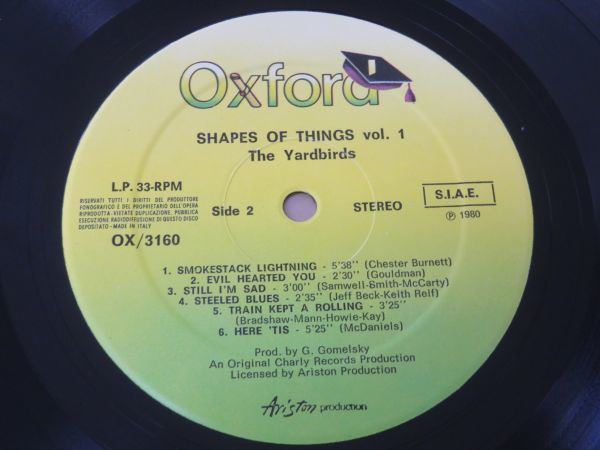 Oxford
SHAPES OF THINGS vol. 1
The Yardbirds
L.P. 33-RPM
RISERVATI TUTTI I DIRITTI DEL PRODUTTORE
FONOGRAFICO E DEL PROPRIETARIO DELL'OPERA
RIPRODOTTA-VIETATE DUPLICAZIONE, PUBBLICA
ESECUZIONE RADIODIFFUSIONE DI QUESTO DISCO
DEPOSITATO - MADE IN ITALY
OX/3160
Side 2
STEREO
S.I.A.E.
℗ 1980
1. SMOKESTACK LIGHTNING - 5'38'' (Chester Burnett)
2. EVIL HEARTED YOU - 2'30'' (Gouldman)
3. STILL I'M SAD - 3'00'' (Samwell-Smith-McCarty)
4. STEELED BLUES - 2'35'' (Jeff Beck-Keith Relf)
5. TRAIN KEPT A ROLLING - 3'25''
(Bradshaw-Mann-Howie-Kay)
6. HERE 'TIS - 5'25'' (McDaniels)
Prod. by G. Gomelsky
An Original Charly Records Production
Licensed by Ariston Production
Ariston production